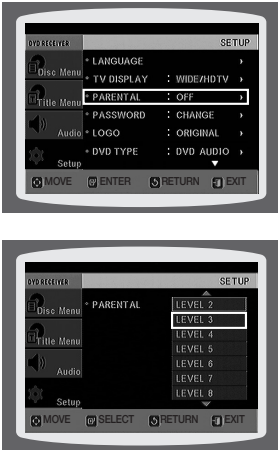 DVD RECEIVER SETUP
Disc Menu
Title Menu
Audio
Setup
LANGUAGE
TV DISPLAY : WIDE/HDTV
PARENTAL : OFF
PASSWORD : CHANGE
LOGO : ORIGINAL
DVD TYPE : DVD AUDIO
MOVE ENTER RETURN EXIT
DVD RECEIVER SETUP
Disc Menu
Title Menu
Audio
Setup
PARENTAL
LEVEL 2
LEVEL 3
LEVEL 4
LEVEL 5
LEVEL 6
LEVEL 7
LEVEL 8
MOVE SELECT RETURN EXIT